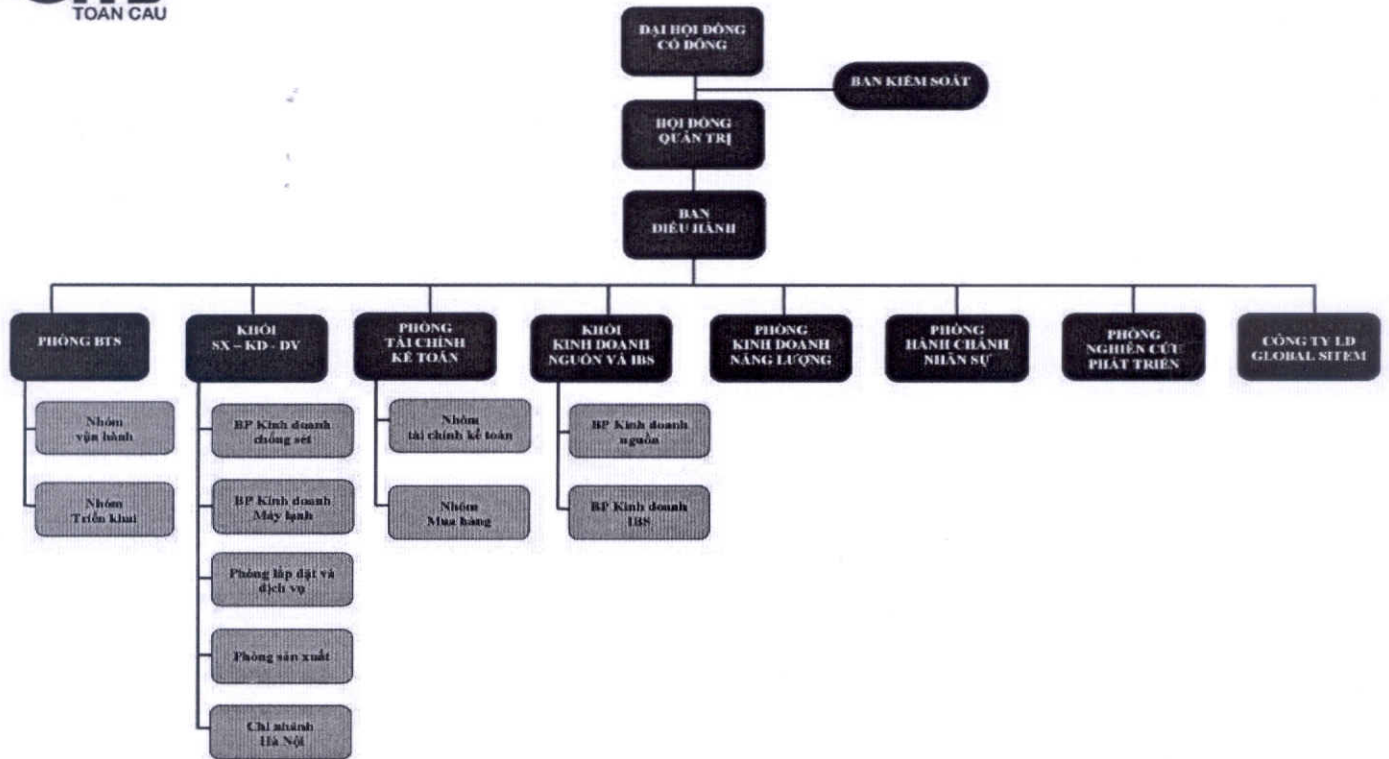 TOAN CAU
ĐẠI HỘI ĐỒNG
CỔ ĐÔNG
BAN KIỂM SOÁT
HỘI ĐỒNG
QUẢN TRỊ
BAN
ĐIỀU HÀNH
PHÒNG BTS
KHỐI
SX – KD - DV
PHÒNG
TÀI CHÍNH
KẾ TOÁN
KHỐI
KINH DOANH
NGUỒN VÀ IBS
PHÒNG
KINH DOANH
NĂNG LƯỢNG
PHÒNG
HÀNH CHÁNH
NHÂN SỰ
PHÒNG
NGHIÊN CỨU
PHÁT TRIỂN
CÔNG TY LD
GLOBAL SITEM
Nhóm
vận hành
Nhóm
Triển khai
BP Kinh doanh
chống sét
BP Kinh doanh
Máy lạnh
Phòng lắp đặt và
dịch vụ
Phòng sản xuất
Chi nhánh
Hà Nội
Nhóm
tài chính kế toán
Nhóm
Mua hàng
BP Kinh doanh
nguồn
BP Kinh doanh
IBS